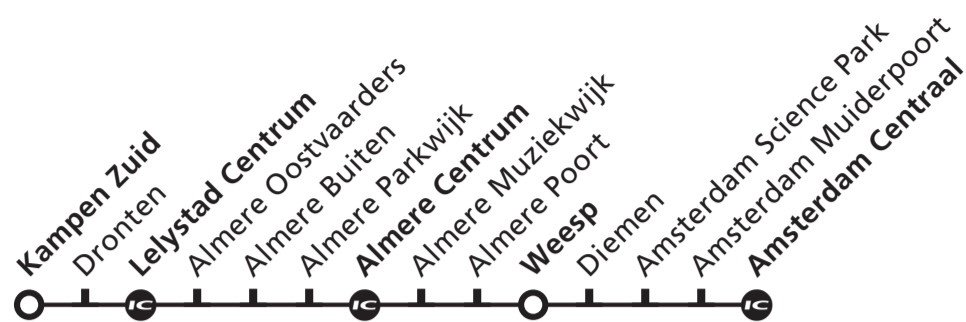 Kampen Zuid
Dronten
Lelystad Centrum
Almere Oostvaarders
Almere Buiten
Almere Parkwijk
Almere Centrum
Almere Muziekwijk
Almere Poort
Weesp
Diemen
Amsterdam Science Park
Amsterdam Muiderpoort
Amsterdam Centraal
IC
IC
IC